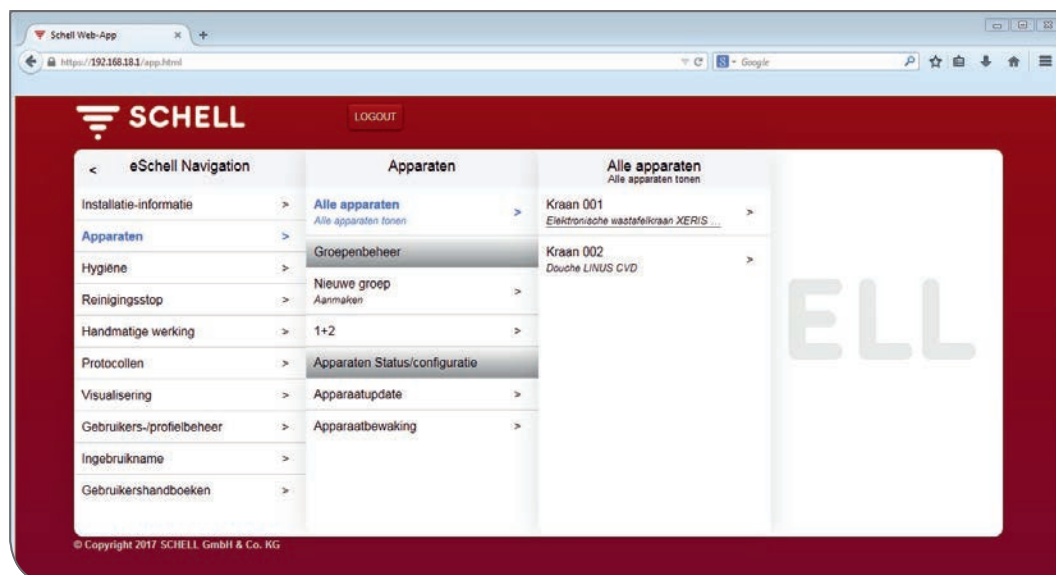 Schell Web-App
https://192.168.18.1/app.html
Google
SCHELL
LOGOUT
< eSchell Navigation
Installatie-informatie >
Apparaten >
Hygiëne >
Reinigingsstop >
Handmatige werking >
Protocollen >
Visualisering >
Gebruikers-/profielbeheer >
Ingebruikname >
Gebruikershandboeken >
Apparaten
Alle apparaten >
Alle apparaten tonen
Groepenbeheer
Nieuwe groep >
Aanmaken
1+2 >
Apparaten Status/configuratie
Apparaatupdate >
Apparaatbewaking >
Alle apparaten
Alle apparaten tonen
Kraan 001 >
Elektronische wastafelkraan XERIS ...
Kraan 002 >
Douche LINUS CVD
ELL
© Copyright 2017 SCHELL GmbH & Co. KG